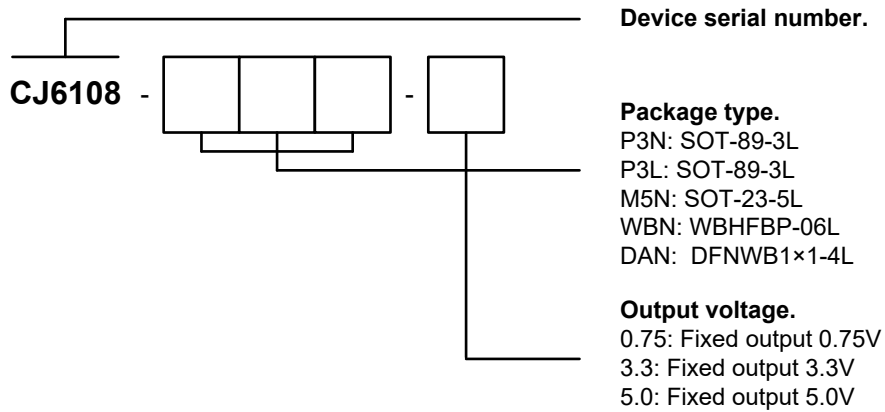 Device serial number.
CJ6108 - -
Package type.
P3N: SOT-89-3L
P3L: SOT-89-3L
M5N: SOT-23-5L
WBN: WBHFBP-06L
DAN: DFNWB1×1-4L
Output voltage.
0.75: Fixed output 0.75V
3.3: Fixed output 3.3V
5.0: Fixed output 5.0V